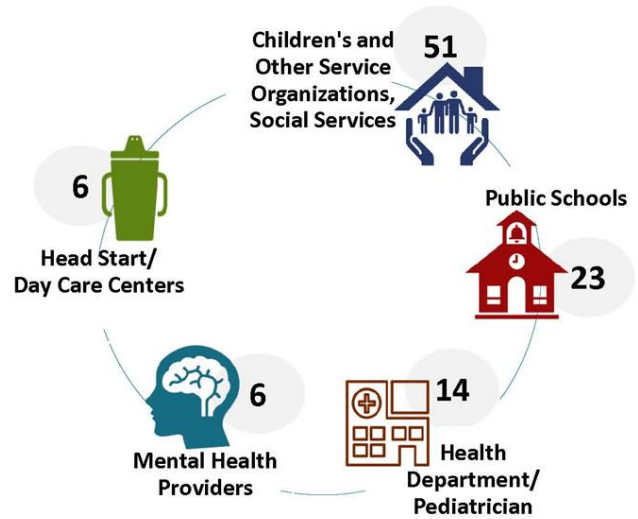 Children's and
Other Service
Organizations,
Social Services
51
Public Schools
23
14
Health
Department/
Pediatrician
6
Mental Health
Providers
6
Head Start/
Day Care Centers